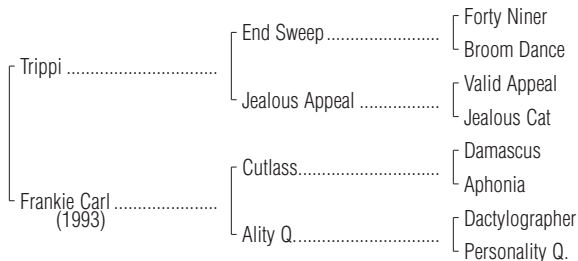 Forty Niner
End Sweep ....................
Broom Dance
Trippi ...........................
Valid Appeal
Jealous Appeal ..............
Jealous Cat
Damascus
Cutlass.........................
Aphonia
Frankie Carl ..................
(1993)
Dactylographer
Ality Q..........................
Personality Q.